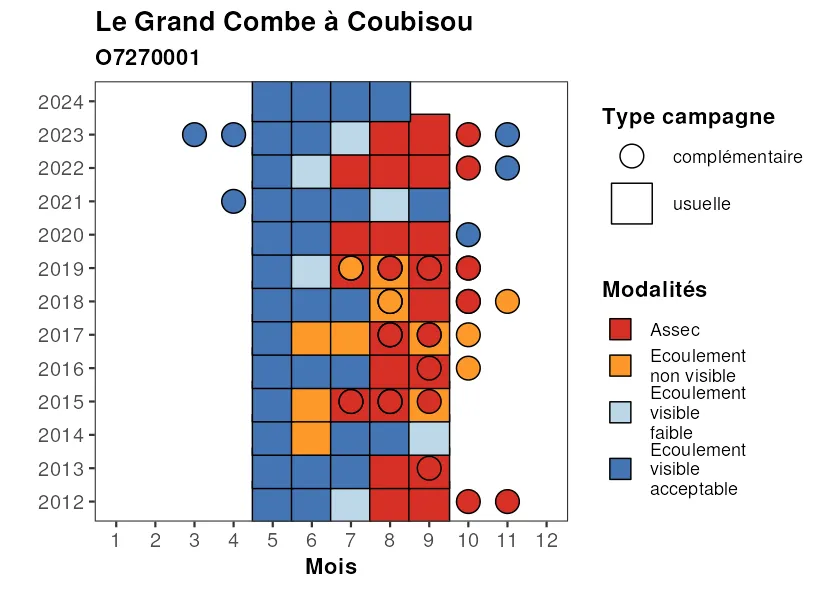 Le Grand Combe à Coubisou
O7270001
2024
2023
2022
2021
2020
2019
2018
2017
2016
2015
2014
2013
2012
1 2 3 4 5 6 7 8 9 10 11 12
Mois
Type campagne
complémentaire
usuelle
Modalités
Assec
Ecoulement
non visible
Ecoulement
visible
faible
Ecoulement
visible
acceptable